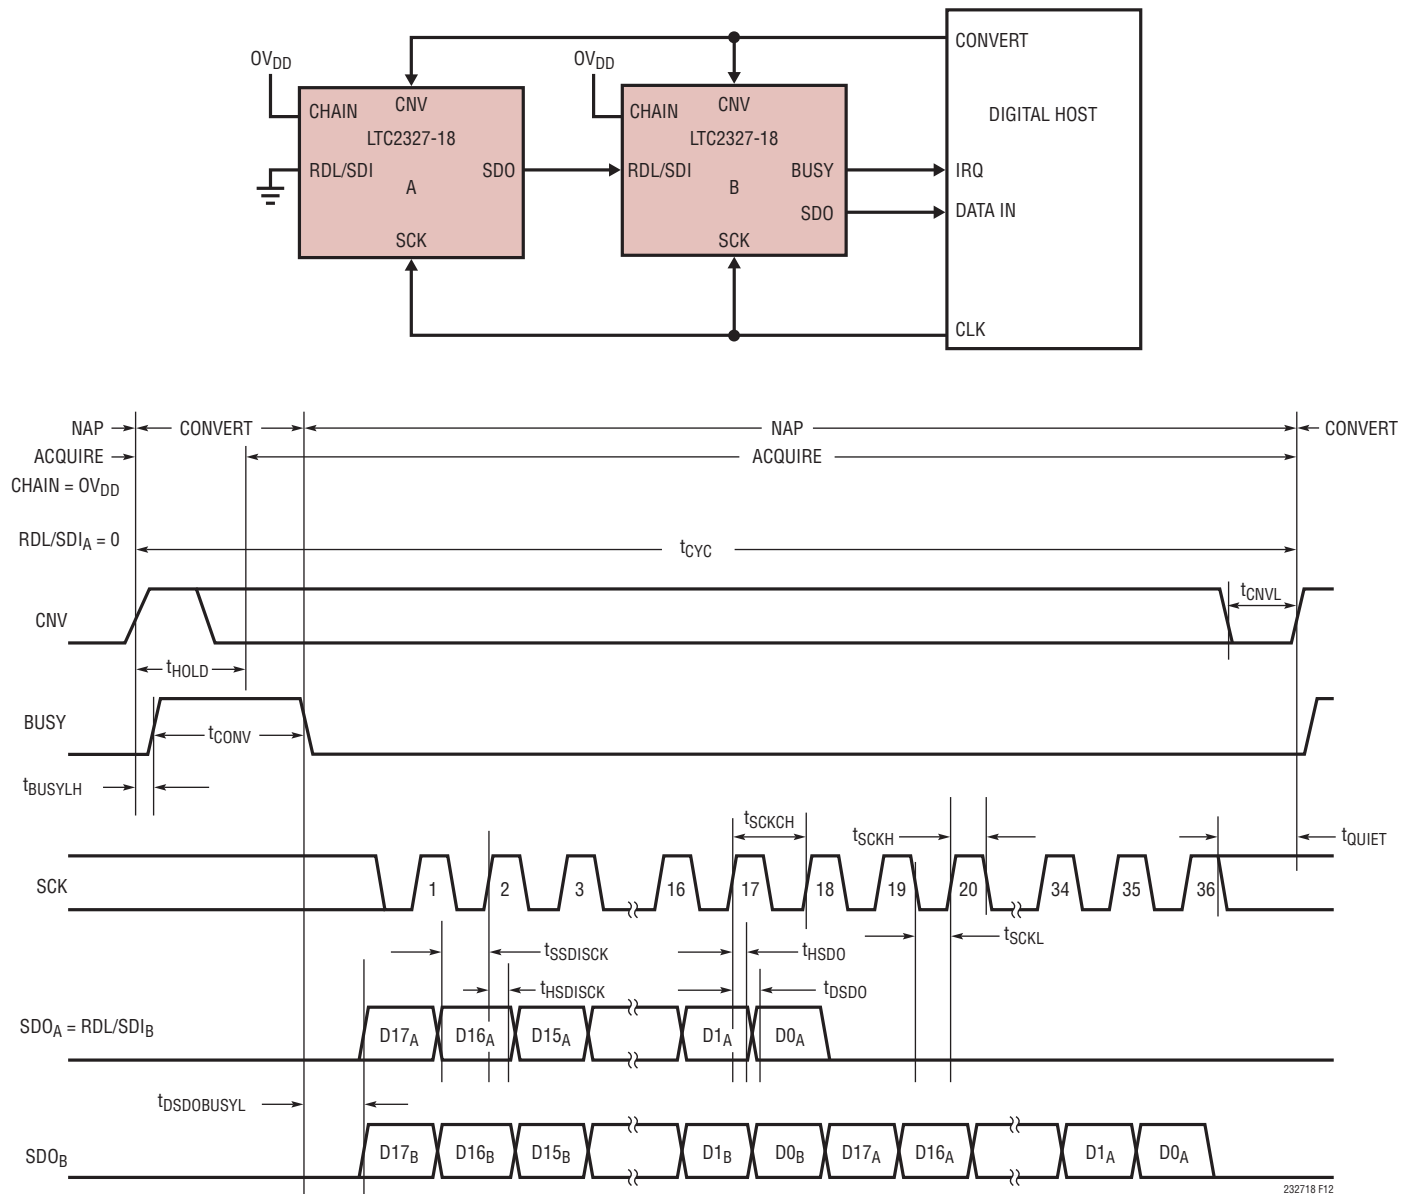 CONVERT
OVDD
OVDD
CHAIN
CNV
CHAIN
CNV
DIGITAL HOST
LTC2327-18
LTC2327-18
RDL/SDI
SDO
RDL/SDI
BUSY
IRQ
A
B
SDO
DATA IN
SCK
SCK
CLK
NAP
CONVERT
NAP
CONVERT
ACQUIRE
ACQUIRE
CHAIN = OVDD
RDL/SDIA = 0
tCYC
CNV
tCNVL
tHOLD
BUSY
tCONV
tBUSYLH
tSCKCH
tSCKH
tQUIET
SCK
1 2 3 16 17 18 19 20 34 35 36
tSSDISCK
tHSDO
tSCKL
tHSDISCK
tDSDO
SDOA = RDL/SDIB
D17A D16A D15A D1A D0A
tDSDOBUSYL
SDOB
D17B D16B D15B D1B D0B D17A D16A D1A D0A
232718 F12